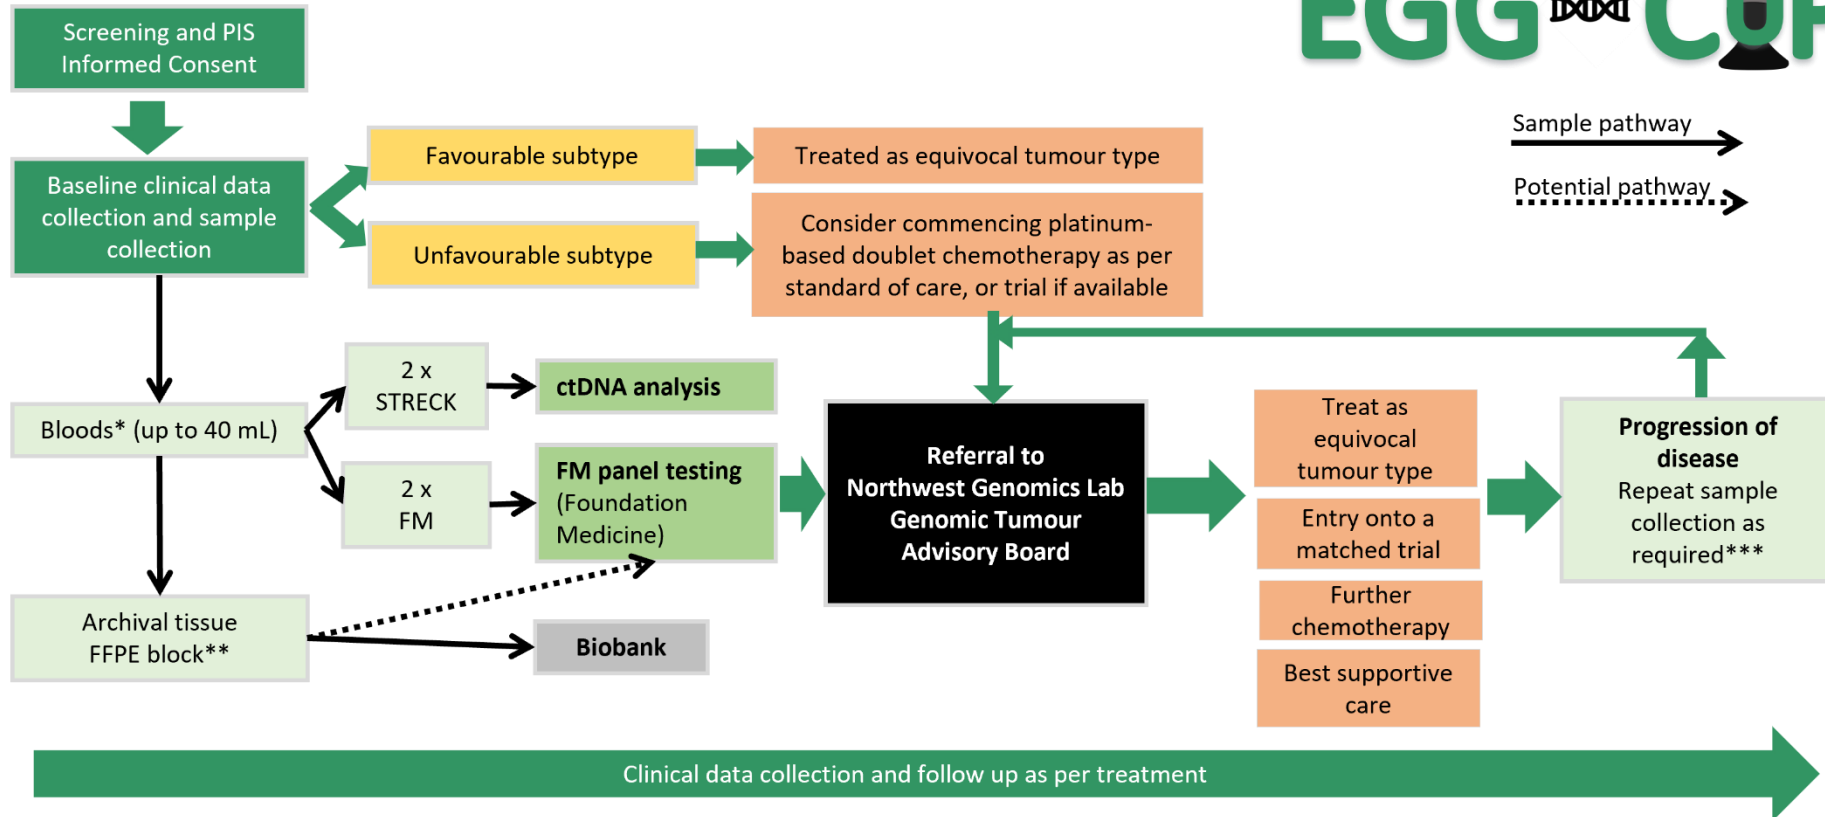 EGG CUP
Screening and PIS
Informed Consent
Sample pathway
Potential pathway
Baseline clinical data
collection and sample
collection
Favourable subtype
Treated as equivocal tumour type
Unfavourable subtype
Consider commencing platinum-
based doublet chemotherapy as per
standard of care, or trial if available
Bloods* (up to 40 mL)
2 x
STRECK
ctDNA analysis
2 x
FM
FM panel testing
(Foundation
Medicine)
Archival tissue
FFPE block**
Biobank
Referral to
Northwest Genomics Lab
Genomic Tumour
Advisory Board
Treat as
equivocal
tumour type
Entry onto a
matched trial
Further
chemotherapy
Best supportive
care
Progression of
disease
Repeat sample
collection as
required***
Clinical data collection and follow up as per treatment